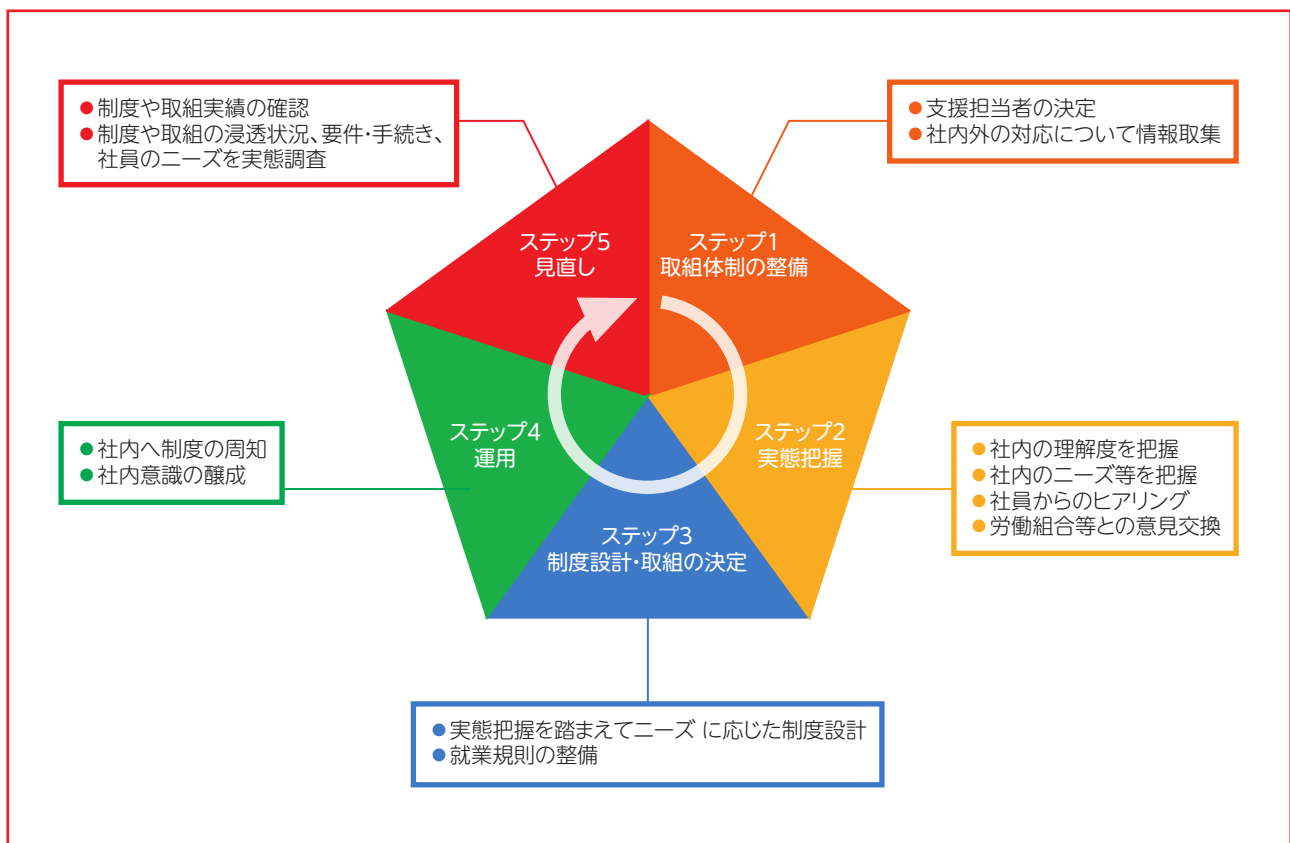 ●制度や取組実績の確認
●制度や取組の浸透状況、要件・手続き、
社員のニーズを実態調査
●支援担当者の決定
●社内外の対応について情報取集
ステップ5
見直し
ステップ1
取組体制の整備
ステップ4
運用
ステップ2
実態把握
●社内へ制度の周知
●社内意識の醸成
●社内の理解度を把握
●社内のニーズ等を把握
●社員からのヒアリング
●労働組合等との意見交換
ステップ3
制度設計・取組の決定
●実態把握を踏まえてニーズ に応じた制度設計
●就業規則の整備